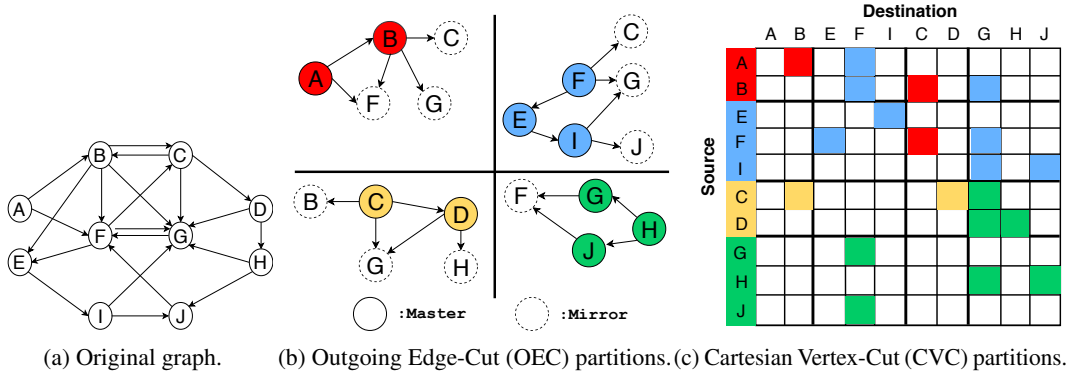 B C
A D
F G
E H
I J
(a) Original graph.
B C
A
F G
C
F G
E I J
B C D
G H
F G
H
J
:Master :Mirror
(b) Outgoing Edge-Cut (OEC) partitions.
Destination
A B E F I C D G H J
Source
A
B
E
F
I
C
D
G
H
J
(c) Cartesian Vertex-Cut (CVC) partitions.